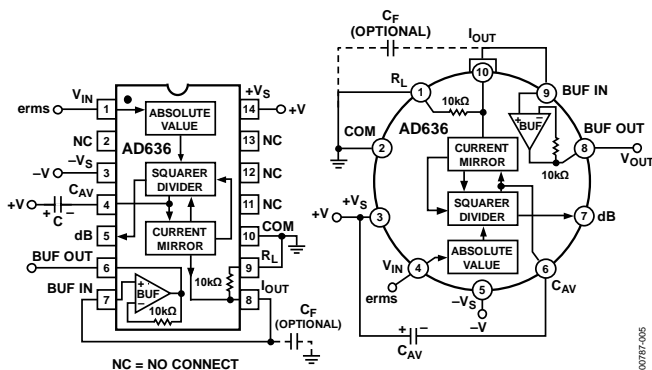 C_F
(OPTIONAL)
I_OUT
V_IN
erms
1
ABSOLUTE
VALUE
+V_S
14
+V
NC
2
AD636
13
NC
−V_S
−V
3
SQUARER
DIVIDER
12
NC
C_AV
+V
+ C −
4
11
NC
dB
5
CURRENT
MIRROR
10
COM
BUF OUT
6
10kΩ
9
R_L
BUF IN
7
+
−
BUF
10kΩ
8
I_OUT
C_F
(OPTIONAL)
NC = NO CONNECT
R_L
1
10kΩ
10
9
BUF IN
AD636
+ −
BUF
COM
2
CURRENT
MIRROR
10kΩ
8
BUF OUT
V_OUT
+V_S
+V
3
SQUARER
DIVIDER
7
dB
V_IN
4
erms
ABSOLUTE
VALUE
6
C_AV
5
−V_S
−V
+ −
C_AV
00787-005